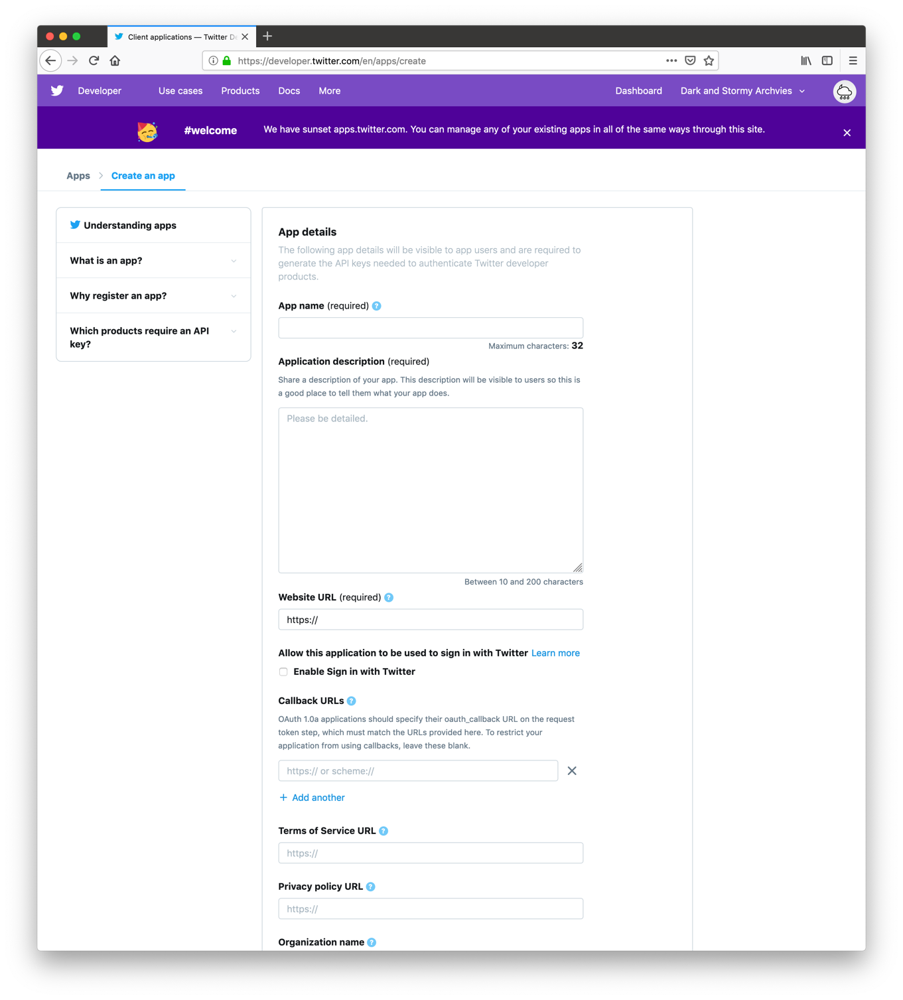 Client applications — Twitter De
https://developer.twitter.com/en/apps/create
Developer Use cases Products Docs More Dashboard Dark and Stormy Archvies
#welcome We have sunset apps.twitter.com. You can manage any of your existing apps in all of the same ways through this site.
Apps Create an app
Understanding apps
What is an app?
Why register an app?
Which products require an API
key?
App details
The following app details will be visible to app users and are required to
generate the API keys needed to authenticate Twitter developer
products.
App name (required) ?
Maximum characters: 32
Application description (required)
Share a description of your app. This description will be visible to users so this is
a good place to tell them what your app does.
Please be detailed.
Between 10 and 200 characters
Website URL (required) ?
https://
Allow this application to be used to sign in with Twitter Learn more
Enable Sign in with Twitter
Callback URLs ?
OAuth 1.0a applications should specify their oauth_callback URL on the request
token step, which must match the URLs provided here. To restrict your
application from using callbacks, leave these blank.
https:// or scheme://
+ Add another
Terms of Service URL ?
https://
Privacy policy URL ?
https://
Organization name ?